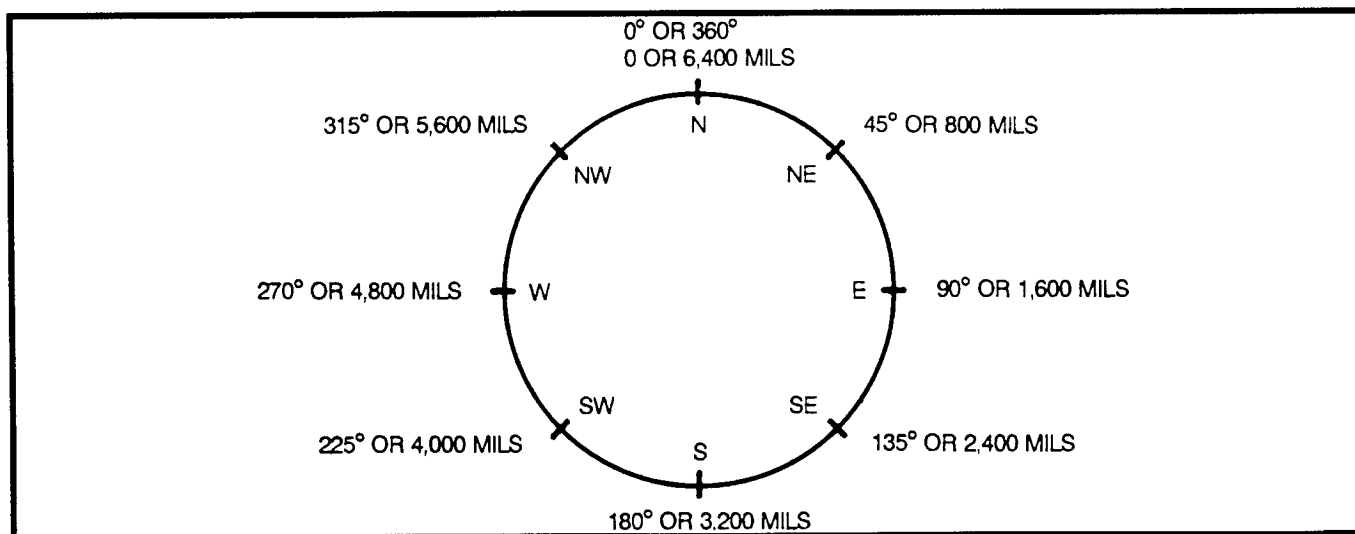 0° OR 360°
0 OR 6,400 MILS
N
315° OR 5,600 MILS
45° OR 800 MILS
NW
NE
270° OR 4,800 MILS
W
E
90° OR 1,600 MILS
SW
SE
225° OR 4,000 MILS
135° OR 2,400 MILS
S
180° OR 3,200 MILS